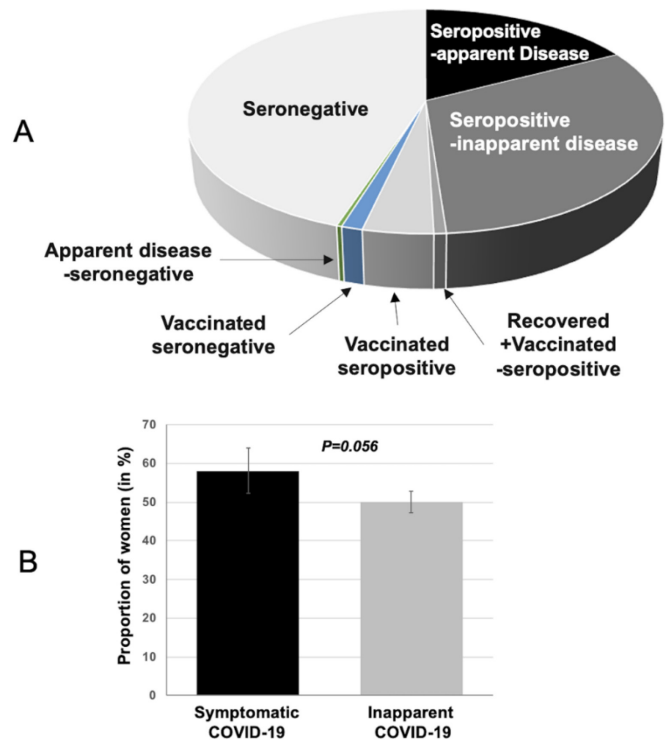 A
Seropositive
-apparent Disease
Seronegative
Seropositive
-inapparent disease
Apparent disease
-seronegative
Vaccinated
seronegative
Vaccinated
seropositive
Recovered
+Vaccinated
-seropositive
B
Proportion of women (in %)
70
60
50
40
30
20
10
0
P=0.056
Symptomatic
COVID-19
Inapparent
COVID-19